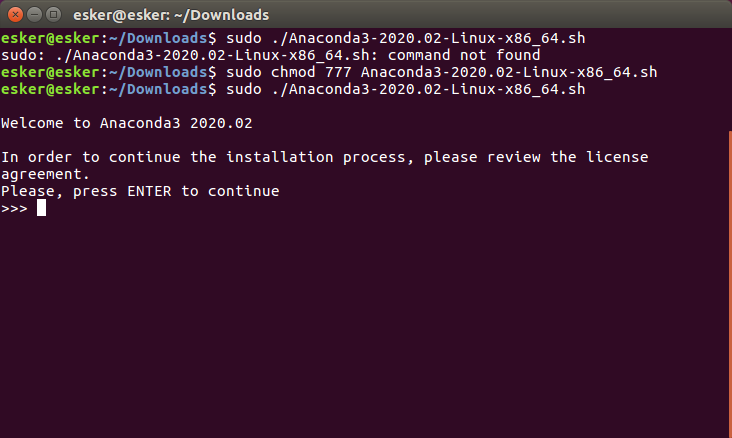 esker@esker: ~/Downloads
esker@esker:~/Downloads$ sudo ./Anaconda3-2020.02-Linux-x86_64.sh
sudo: ./Anaconda3-2020.02-Linux-x86_64.sh: command not found
esker@esker:~/Downloads$ sudo chmod 777 Anaconda3-2020.02-Linux-x86_64.sh
esker@esker:~/Downloads$ sudo ./Anaconda3-2020.02-Linux-x86_64.sh
Welcome to Anaconda3 2020.02
In order to continue the installation process, please review the license
agreement.
Please, press ENTER to continue
>>>